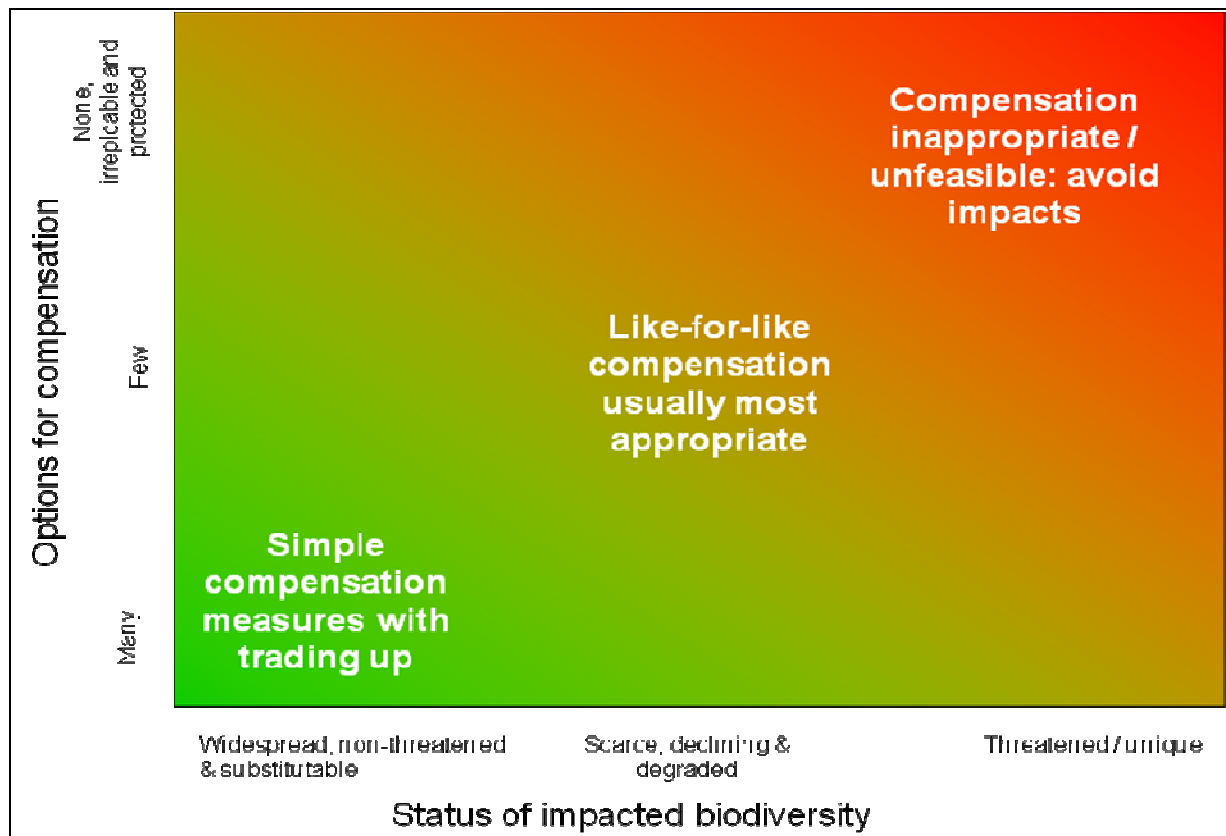 None,
irreplicable and
protected
Compensation
inappropriate /
unfeasible: avoid
impacts
Options for compensation
Few
Like-for-like
compensation
usually most
appropriate
Many
Simple
compensation
measures with
trading up
Widespread, non-threatened
& substitutable
Scarce, declining &
degraded
Threatened / unique
Status of impacted biodiversity